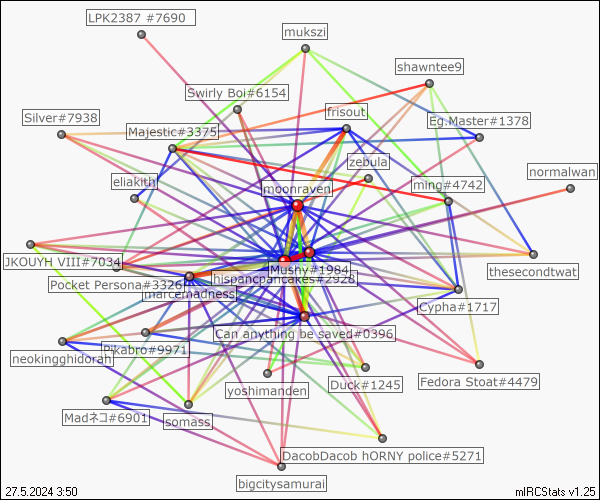 LPK2387 #7690
mukszi
shawntee9
Swirly Boi#6154
Silver#7938
frisout
Eg.Master#1378
Majestic#3375
zebula
normalwan
eliakith
moonraven
ming#4742
JKOUYH VIII#7034
Mushy#1984
thesecondtwat
hispancpancakes#2928
Pocket Persona#3326
marcemadness
Cypha#1717
Can anything be saved#0396
neokingghidorah
Pikabro#9971
yoshimanden
Duck#1245
Fedora Stoat#4479
Madネコ#6901
somass
DacobDacob hORNY police#5271
bigcitysamurai
27.5.2024 3:50
mIRCStats v1.25